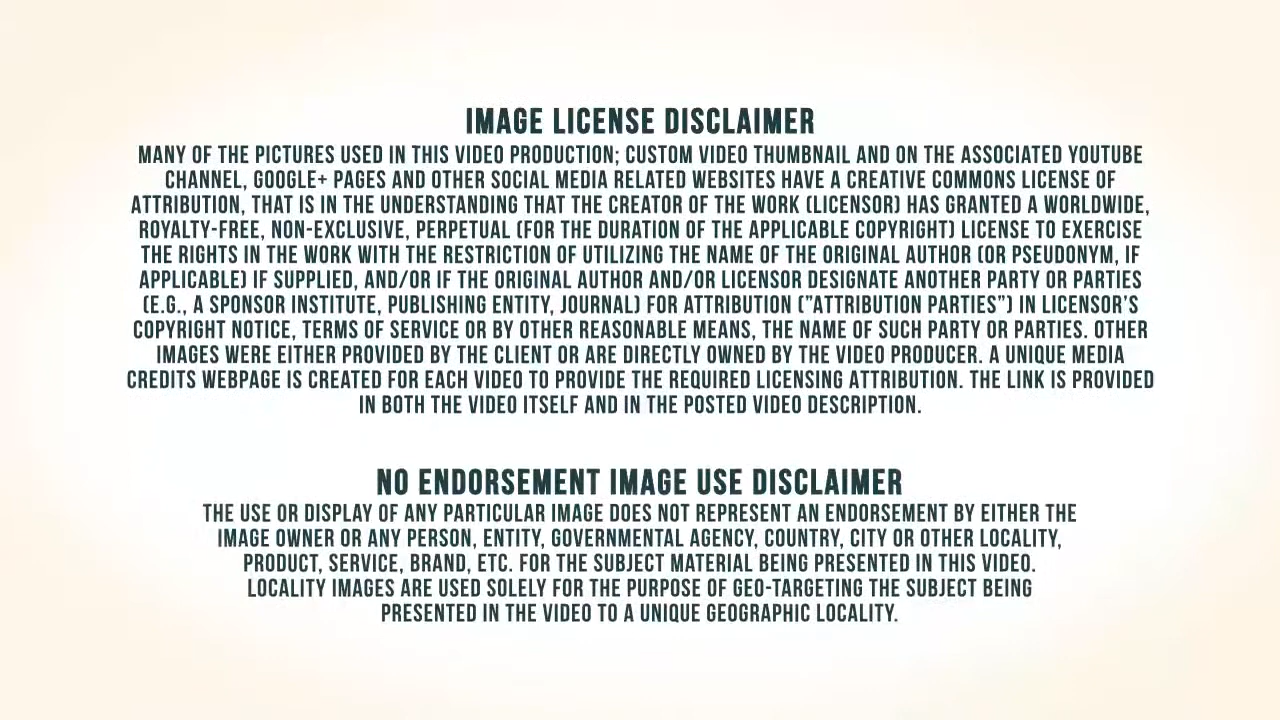 IMAGE LICENSE DISCLAIMER
MANY OF THE PICTURES USED IN THIS VIDEO PRODUCTION; CUSTOM VIDEO THUMBNAIL AND ON THE ASSOCIATED YOUTUBE
CHANNEL, GOOGLE+ PAGES AND OTHER SOCIAL MEDIA RELATED WEBSITES HAVE A CREATIVE COMMONS LICENSE OF
ATTRIBUTION, THAT IS IN THE UNDERSTANDING THAT THE CREATOR OF THE WORK (LICENSOR) HAS GRANTED A WORLDWIDE,
ROYALTY-FREE, NON-EXCLUSIVE, PERPETUAL (FOR THE DURATION OF THE APPLICABLE COPYRIGHT) LICENSE TO EXERCISE
THE RIGHTS IN THE WORK WITH THE RESTRICTION OF UTILIZING THE NAME OF THE ORIGINAL AUTHOR (OR PSEUDONYM, IF
APPLICABLE) IF SUPPLIED, AND/OR IF THE ORIGINAL AUTHOR AND/OR LICENSOR DESIGNATE ANOTHER PARTY OR PARTIES
(E.G., A SPONSOR INSTITUTE, PUBLISHING ENTITY, JOURNAL) FOR ATTRIBUTION ("ATTRIBUTION PARTIES") IN LICENSOR'S
COPYRIGHT NOTICE, TERMS OF SERVICE OR BY OTHER REASONABLE MEANS, THE NAME OF SUCH PARTY OR PARTIES. OTHER
IMAGES WERE EITHER PROVIDED BY THE CLIENT OR ARE DIRECTLY OWNED BY THE VIDEO PRODUCER. A UNIQUE MEDIA
CREDITS WEBPAGE IS CREATED FOR EACH VIDEO TO PROVIDE THE REQUIRED LICENSING ATTRIBUTION. THE LINK IS PROVIDED
IN BOTH THE VIDEO ITSELF AND IN THE POSTED VIDEO DESCRIPTION.
NO ENDORSEMENT IMAGE USE DISCLAIMER
THE USE OR DISPLAY OF ANY PARTICULAR IMAGE DOES NOT REPRESENT AN ENDORSEMENT BY EITHER THE
IMAGE OWNER OR ANY PERSON, ENTITY, GOVERNMENTAL AGENCY, COUNTRY, CITY OR OTHER LOCALITY,
PRODUCT, SERVICE, BRAND, ETC. FOR THE SUBJECT MATERIAL BEING PRESENTED IN THIS VIDEO.
LOCALITY IMAGES ARE USED SOLELY FOR THE PURPOSE OF GEO-TARGETING THE SUBJECT BEING
PRESENTED IN THE VIDEO TO A UNIQUE GEOGRAPHIC LOCALITY.